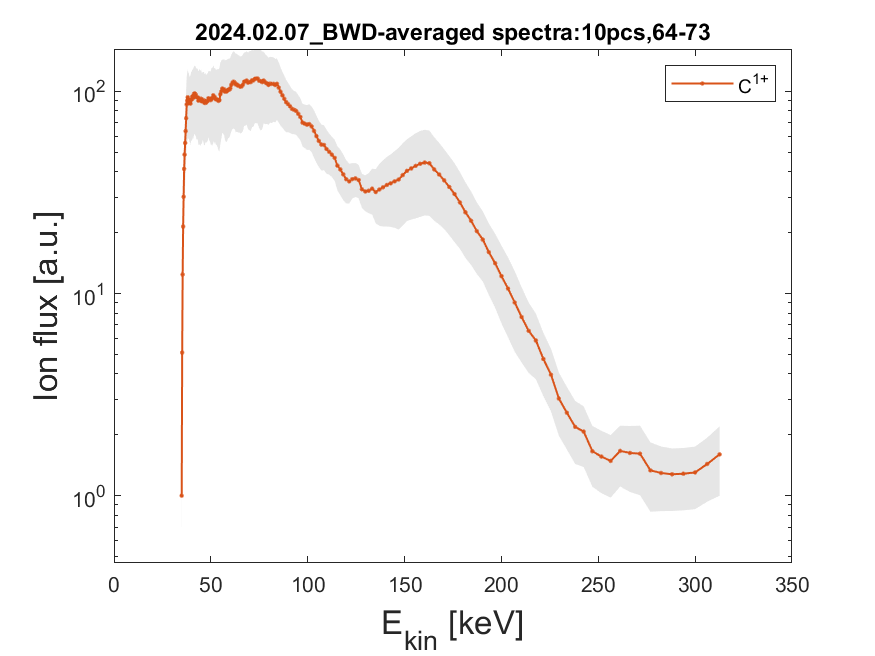 2024.02.07_BWD-averaged spectra:10pcs,64-73
C1+
102
101
100
Ion flux [a.u.]
0 50 100 150 200 250 300 350
Ekin [keV]